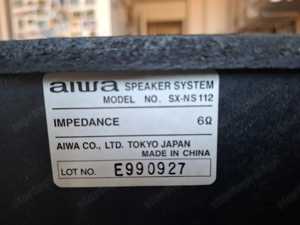 aiwa SPEAKER SYSTEM
MODEL NO. SX-NS112
IMPEDANCE 6Ω
AIWA CO., LTD. TOKYO JAPAN
MADE IN CHINA
LOT NO. E990927